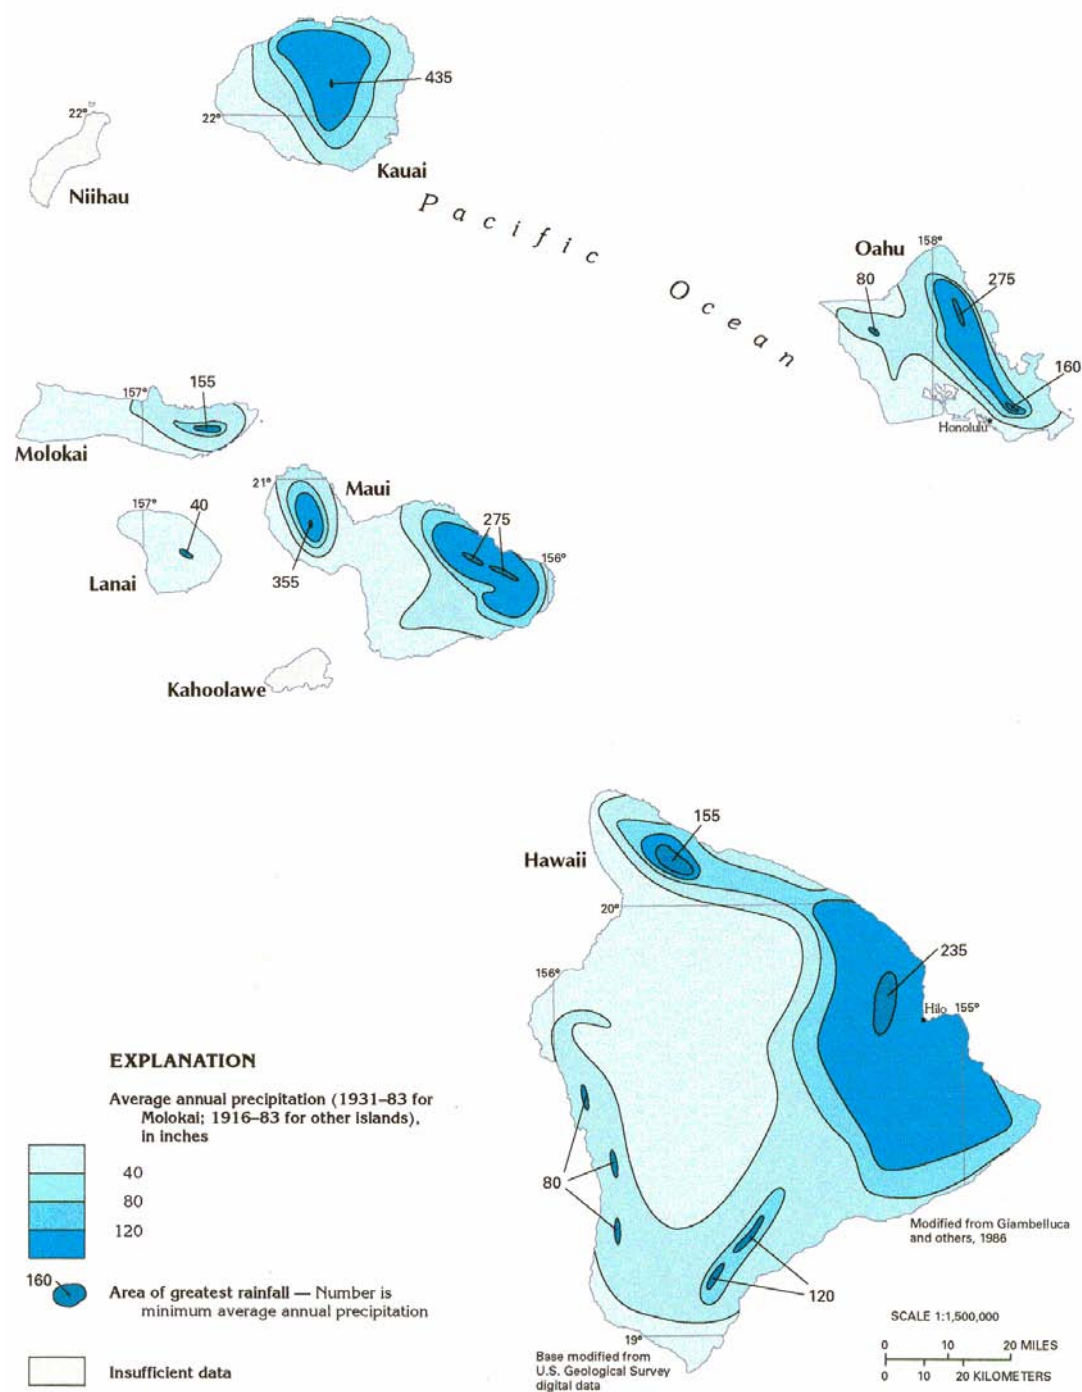 435
22°
22°
Kauai
Niihau
Pacific Ocean
Oahu
158°
80
275
160
Honolulu
155
157°
Molokai
21°
Maui
157°
40
275
156°
Lanai
355
Kahoolawe
155
Hawaii
20°
235
156°
Hilo 155°
80
120
19°
EXPLANATION
Average annual precipitation (1931–83 for
Molokai; 1916–83 for other islands),
in inches
40
80
120
160
Area of greatest rainfall — Number is
minimum average annual precipitation
Insufficient data
Modified from Giambelluca
and others, 1986
SCALE 1:1,500,000
0 10 20 MILES
0 10 20 KILOMETERS
Base modified from
U.S. Geological Survey
digital data